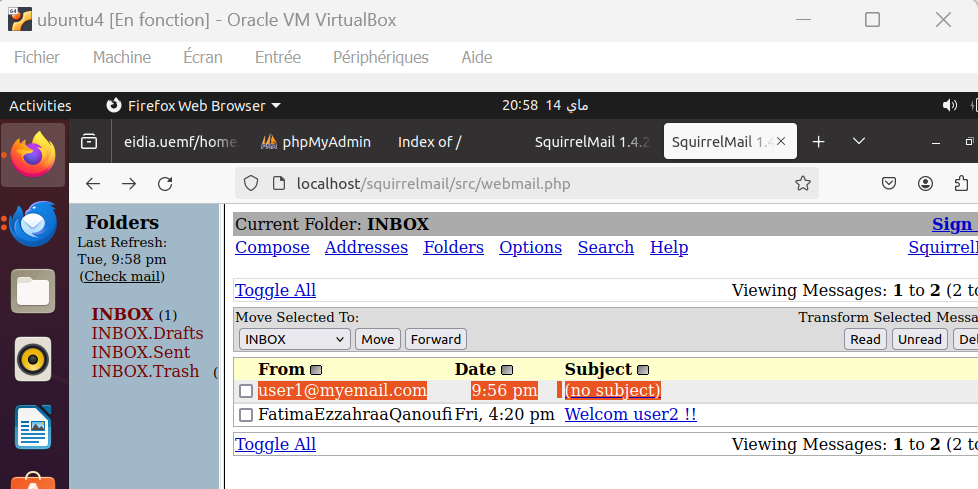 ubuntu4 [En fonction] - Oracle VM VirtualBox
Fichier Machine Écran Entrée Périphériques Aide
Activities Firefox Web Browser 20:58 14 ماي
eidia.uemf/home phpMyAdmin Index of / SquirrelMail 1.4.2 SquirrelMail 1.4
localhost/squirrelmail/src/webmail.php
Folders
Last Refresh:
Tue, 9:58 pm
(Check mail)
INBOX (1)
INBOX.Drafts
INBOX.Sent
INBOX.Trash (
Current Folder: INBOX Sign
Compose Addresses Folders Options Search Help Squirrel
Toggle All Viewing Messages: 1 to 2 (2 to
Move Selected To: Transform Selected Messa
INBOX Move Forward Read Unread Del
From Date Subject
user1@myemail.com 9:56 pm (no subject)
FatimaEzzahraaQanoufi Fri, 4:20 pm Welcom user2 !!
Toggle All Viewing Messages: 1 to 2 (2 to